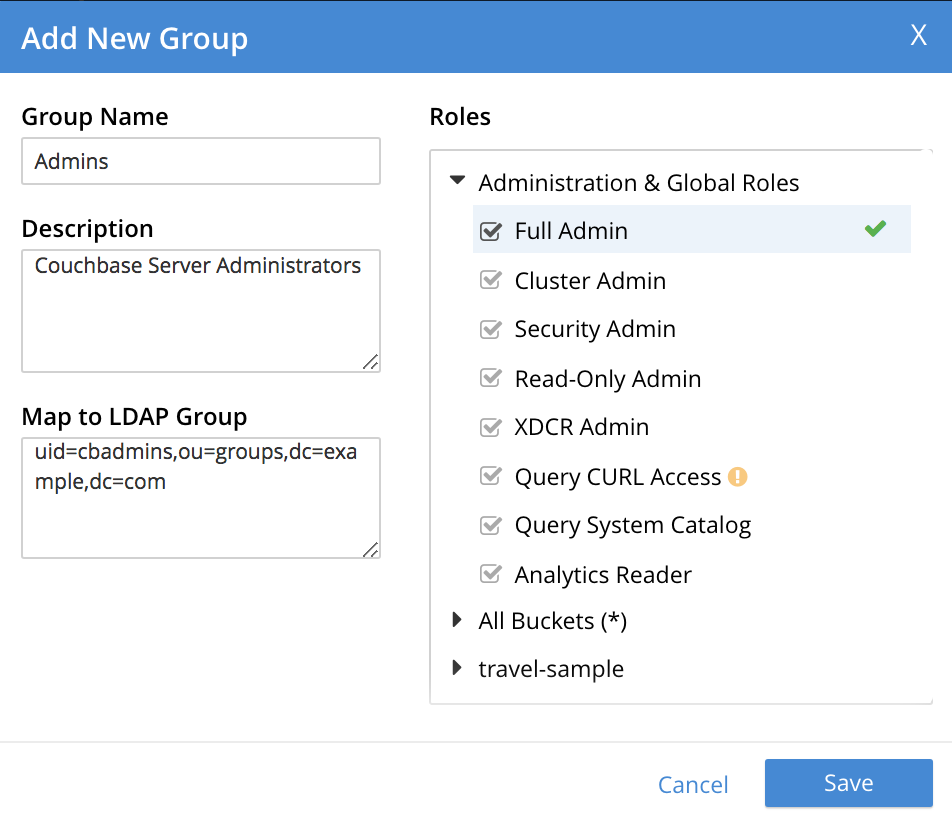 Add New Group
X
Group Name
Admins
Description
Couchbase Server Administrators
Map to LDAP Group
uid=cbadmins,ou=groups,dc=exa
mple,dc=com
Roles
Administration & Global Roles
Full Admin
Cluster Admin
Security Admin
Read-Only Admin
XDCR Admin
Query CURL Access !
Query System Catalog
Analytics Reader
All Buckets (*)
travel-sample
Cancel
Save